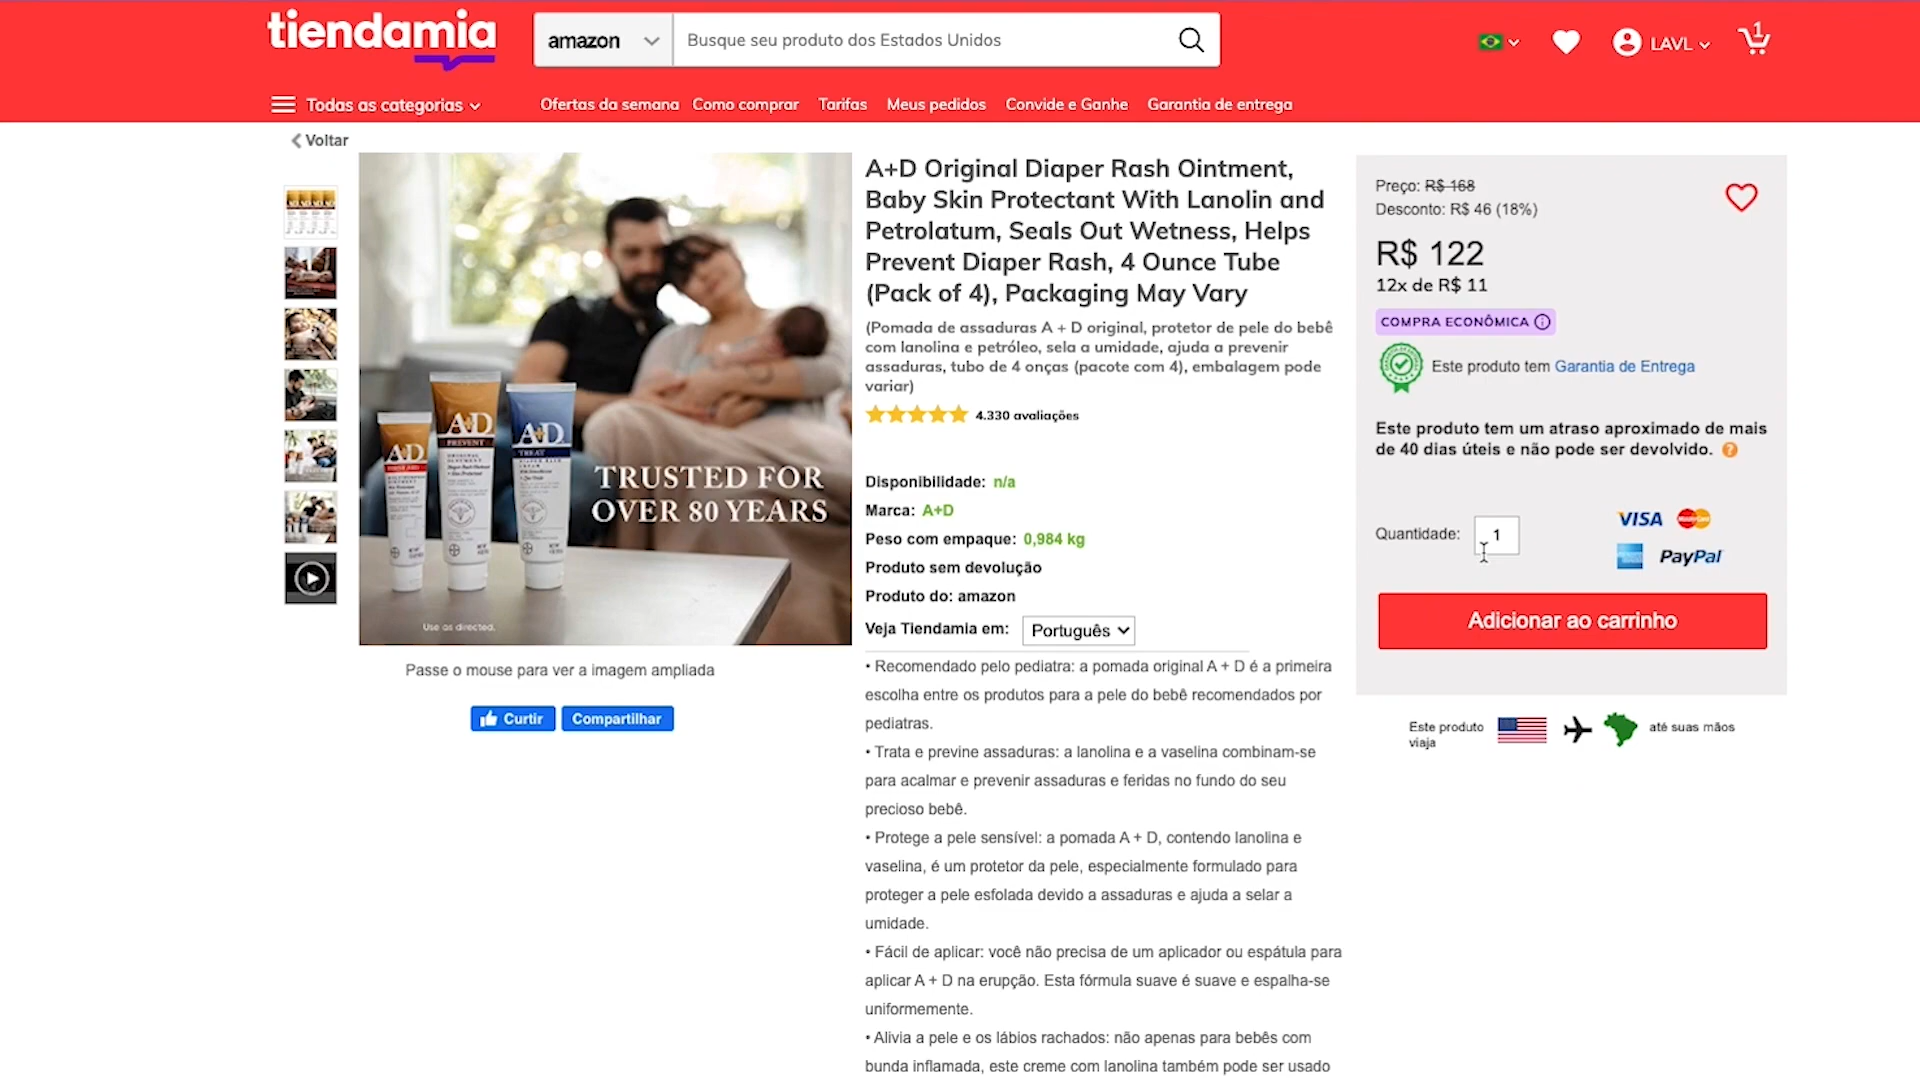 tiendamia
amazon
Busque seu produto dos Estados Unidos
LAVL
1
Todas as categorias
Ofertas da semana
Como comprar
Tarifas
Meus pedidos
Convide e Ganhe
Garantia de entrega
Voltar
A+D
A+D
PREVENT
A+D
TREAT
TRUSTED FOR
OVER 80 YEARS
Use as directed.
Passe o mouse para ver a imagem ampliada
Curtir
Compartilhar
A+D Original Diaper Rash Ointment,
Baby Skin Protectant With Lanolin and
Petrolatum, Seals Out Wetness, Helps
Prevent Diaper Rash, 4 Ounce Tube
(Pack of 4), Packaging May Vary
(Pomada de assaduras A + D original, protetor de pele do bebê
com lanolina e petróleo, sela a umidade, ajuda a prevenir
assaduras, tubo de 4 onças (pacote com 4), embalagem pode
variar)
4.330 avaliações
Disponibilidade: n/a
Marca: A+D
Peso com empaque: 0,984 kg
Produto sem devolução
Produto do: amazon
Veja Tiendamia em: Português
• Recomendado pelo pediatra: a pomada original A + D é a primeira
escolha entre os produtos para a pele do bebê recomendados por
pediatras.
• Trata e previne assaduras: a lanolina e a vaselina combinam-se
para acalmar e prevenir assaduras e feridas no fundo do seu
precioso bebê.
• Protege a pele sensível: a pomada A + D, contendo lanolina e
vaselina, é um protetor da pele, especialmente formulado para
proteger a pele esfolada devido a assaduras e ajuda a selar a
umidade.
• Fácil de aplicar: você não precisa de um aplicador ou espátula para
aplicar A + D na erupção. Esta fórmula suave é suave e espalha-se
uniformemente.
• Alivia a pele e os lábios rachados: não apenas para bebês com
bunda inflamada, este creme com lanolina também pode ser usado
Preço: R$ 168
Desconto: R$ 46 (18%)
R$ 122
12x de R$ 11
COMPRA ECONÔMICA
Este produto tem Garantia de Entrega
Este produto tem um atraso aproximado de mais
de 40 dias úteis e não pode ser devolvido. ?
Quantidade: 1
VISA
PayPal
Adicionar ao carrinho
Este produto
viaja
até suas mãos